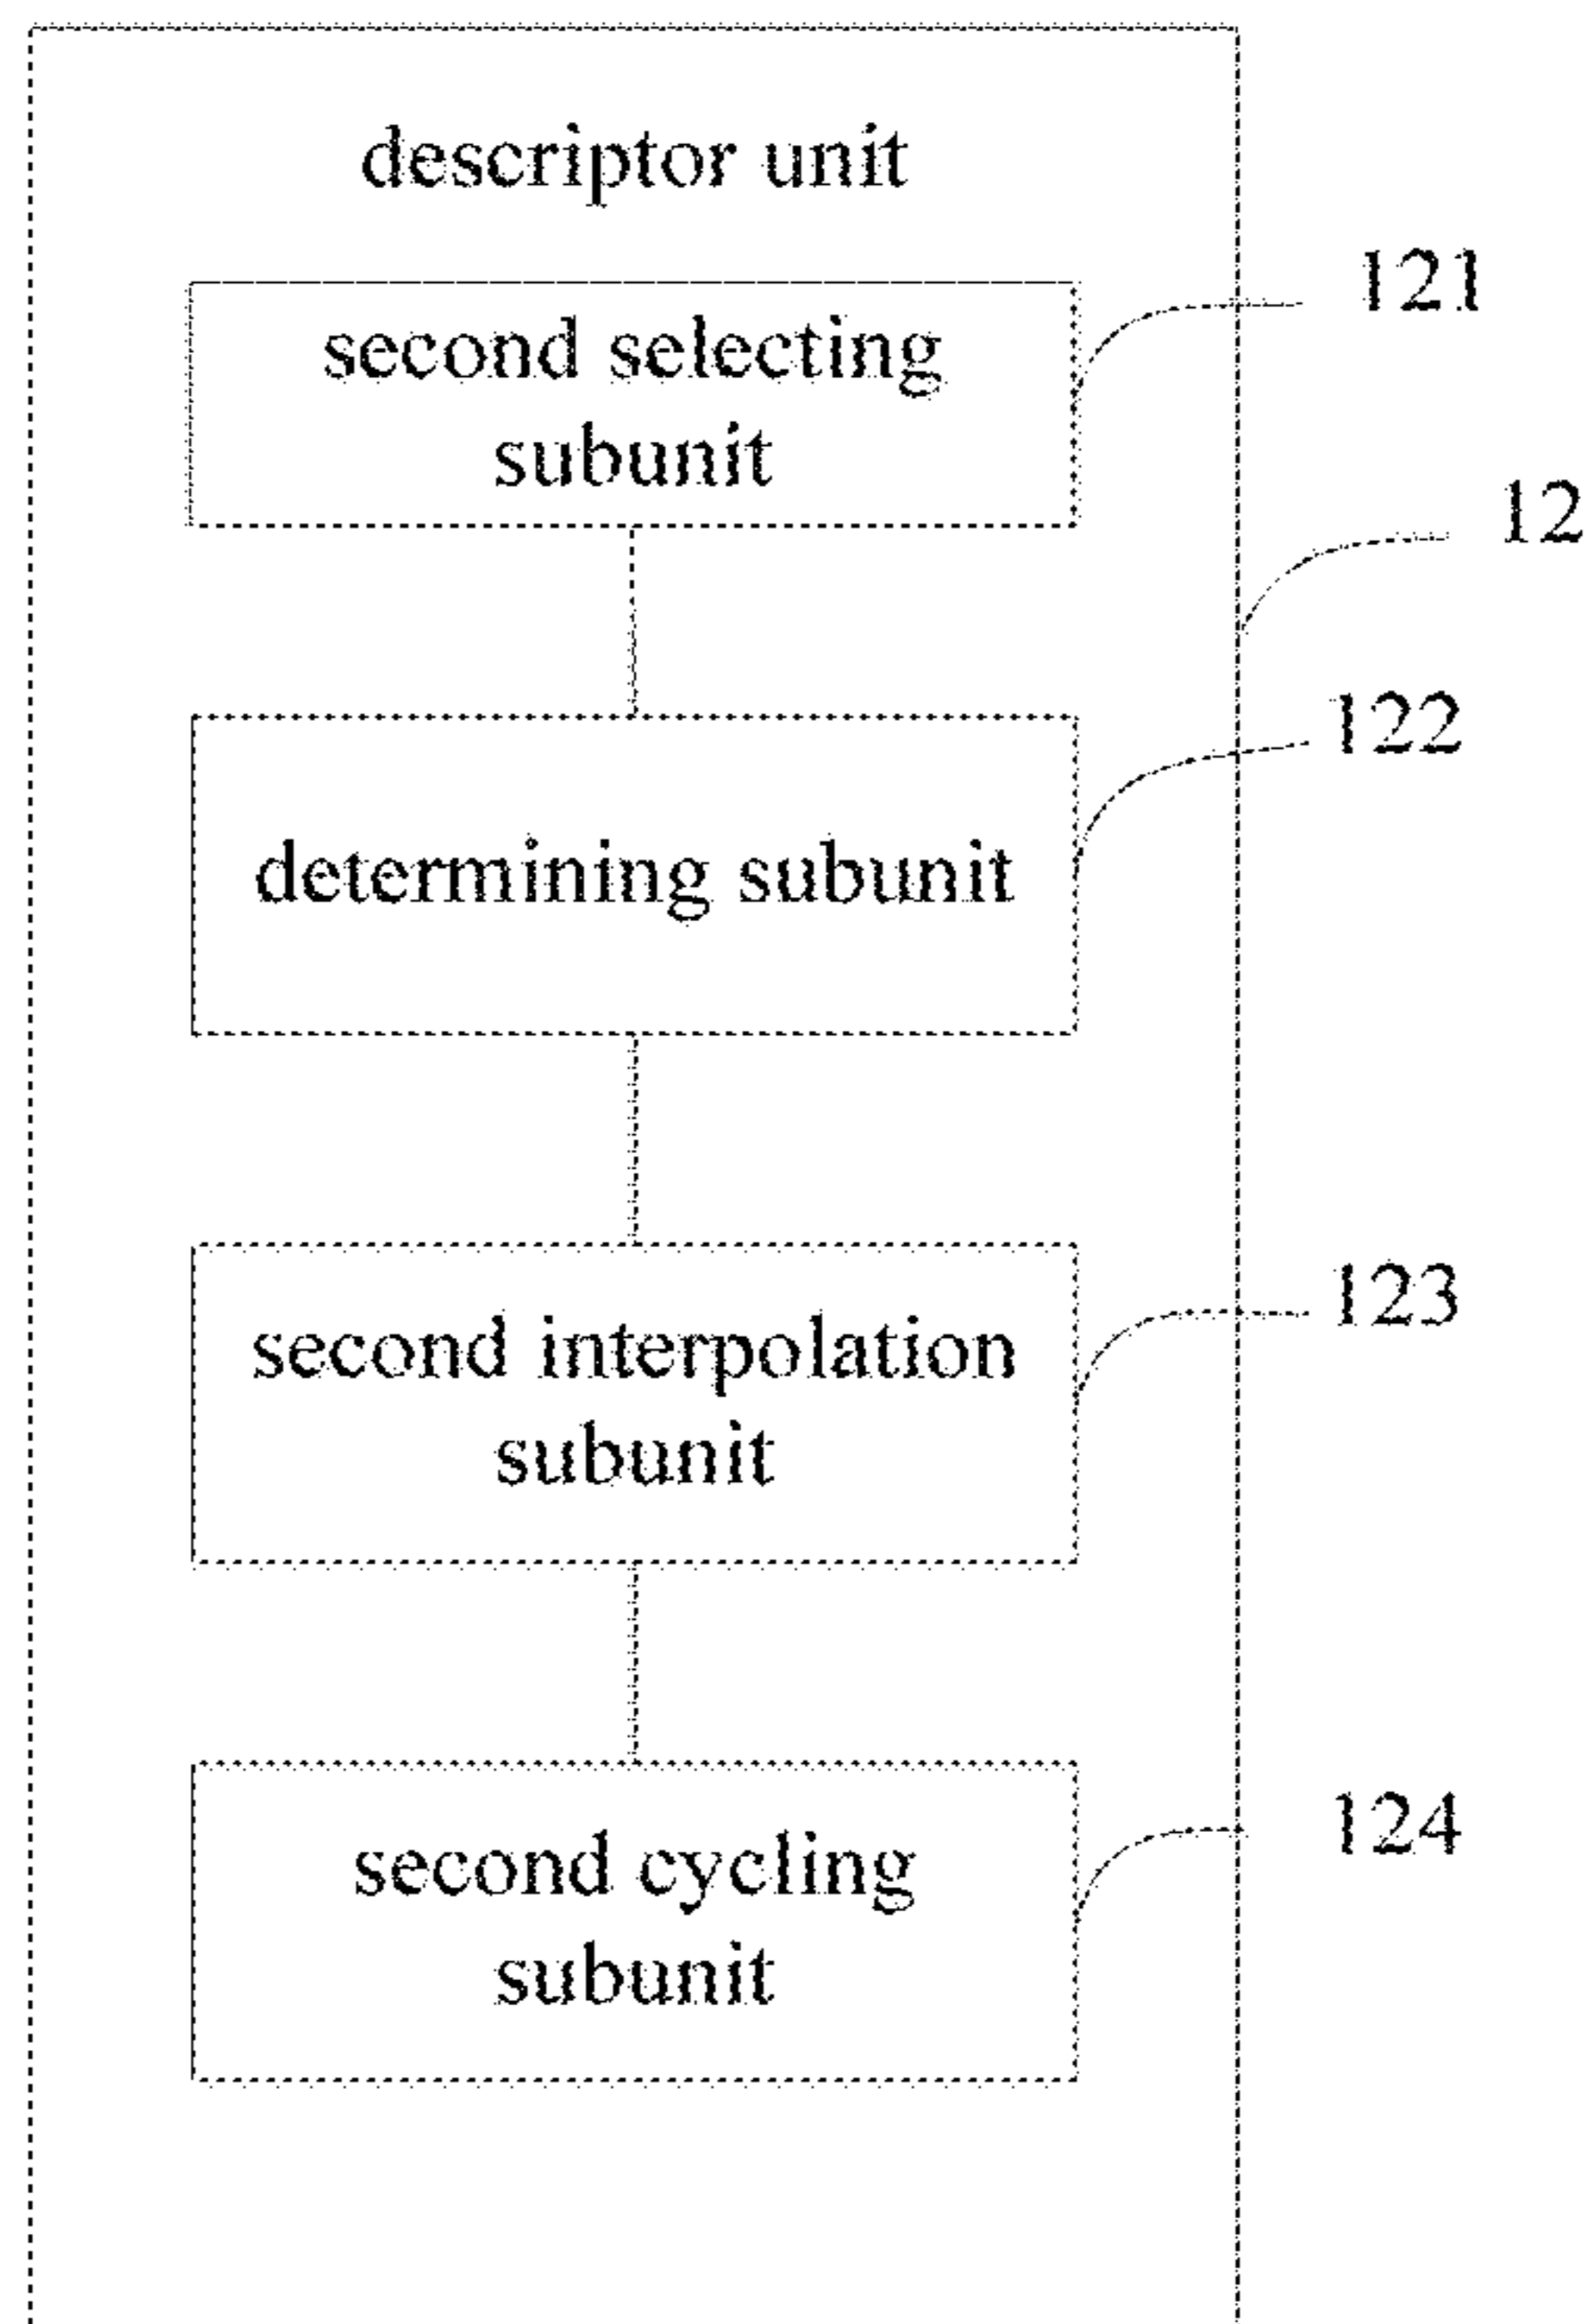 descriptor unit
121
second selecting
subunit
12
122
determining subunit
123
second interpolation
subunit
124
second cycling
subunit